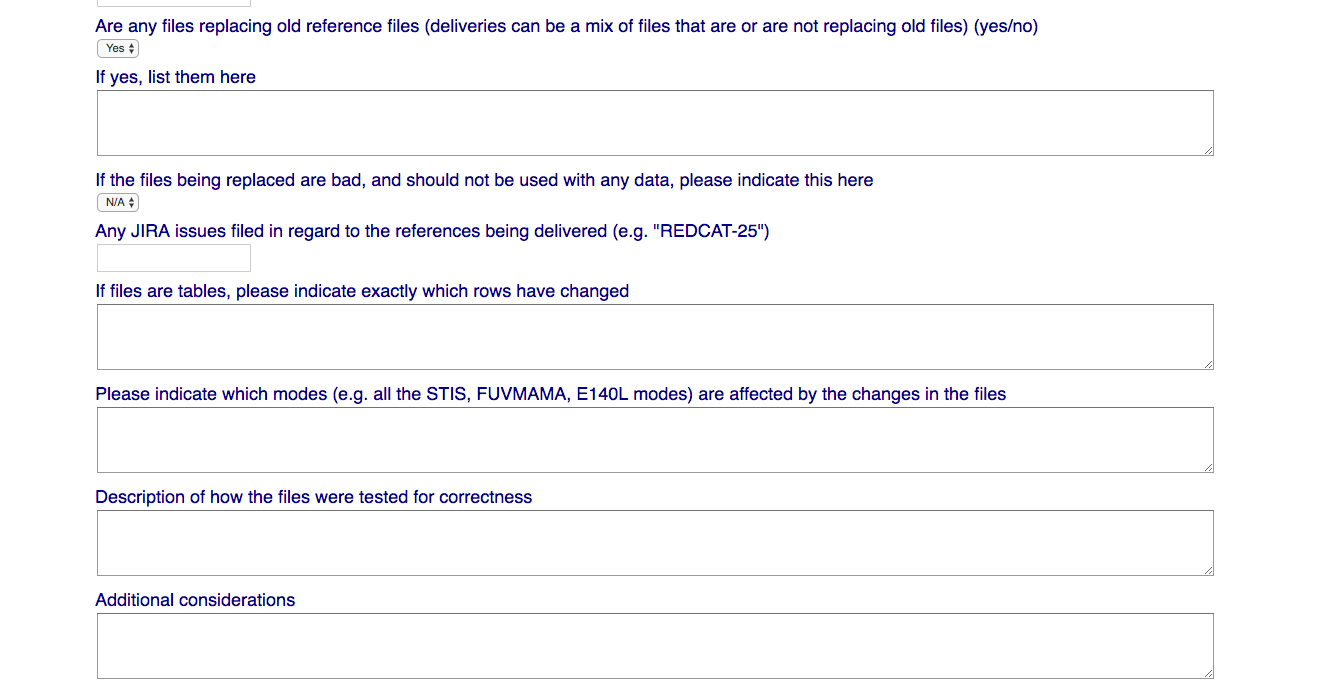 Are any files replacing old reference files (deliveries can be a mix of files that are or are not replacing old files) (yes/no)
Yes
If yes, list them here
If the files being replaced are bad, and should not be used with any data, please indicate this here
N/A
Any JIRA issues filed in regard to the references being delivered (e.g. "REDCAT-25")
If files are tables, please indicate exactly which rows have changed
Please indicate which modes (e.g. all the STIS, FUVMAMA, E140L modes) are affected by the changes in the files
Description of how the files were tested for correctness
Additional considerations